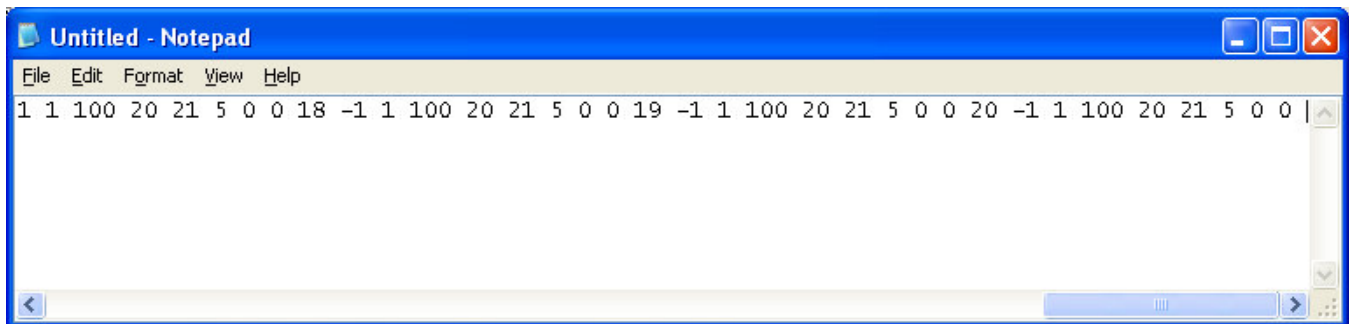 Untitled - Notepad
File Edit Format View Help
1 1 100 20 21 5 0 0 18 -1 1 100 20 21 5 0 0 19 -1 1 100 20 21 5 0 0 20 -1 1 100 20 21 5 0 0